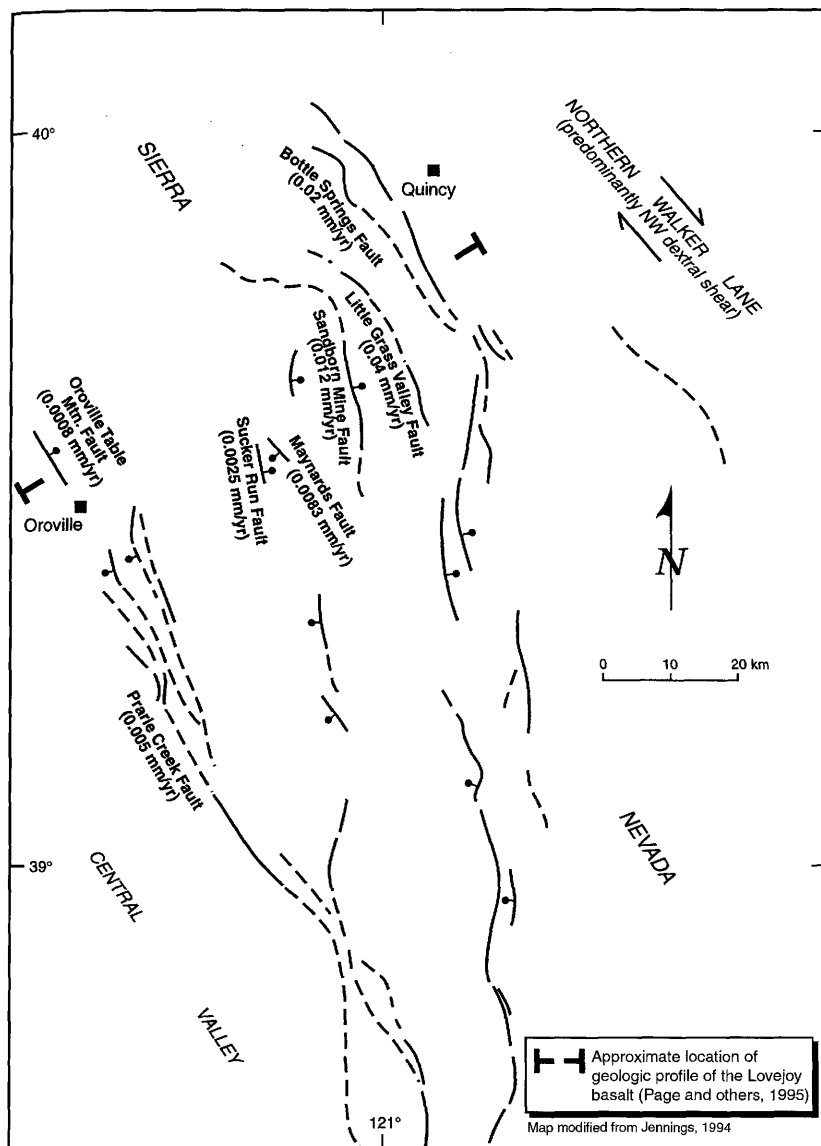 40°
SIERRA
Bottle Springs Fault
(0.02 mm/yr)
Quincy
NORTHERN WALKER LANE
(predominantly NW dextral shear)
Little Grass Valley Fault
(0.04 mm/yr)
Sandborn Mine Fault
(0.012 mm/yr)
Maynards Fault
(0.0083 mm/yr)
Sucker Run Fault
(0.0025 mm/yr)
Oroville Table
Mtn. Fault
(0.0008 mm/yr)
Oroville
N
0 10 20 km
Prarie Creek Fault
(0.005 mm/yr)
39°
CENTRAL
VALLEY
NEVADA
121°
Approximate location of
geologic profile of the Lovejoy
basalt (Page and others, 1995)
Map modified from Jennings, 1994